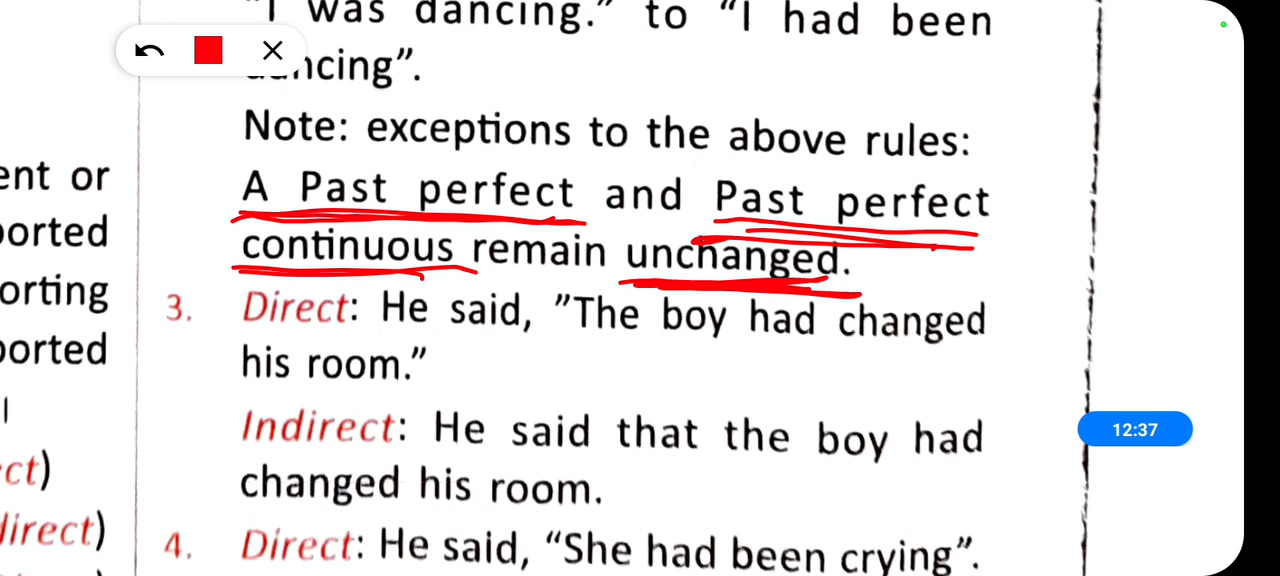 "I was dancing." to "I had been
dancing".
Note: exceptions to the above rules:
A Past perfect and Past perfect
continuous remain unchanged.
3. Direct: He said, "The boy had changed
his room."
Indirect: He said that the boy had
changed his room.
4. Direct: He said, "She had been crying".
ent or
ported
orting
ported
l
ct)
direct)
12:37